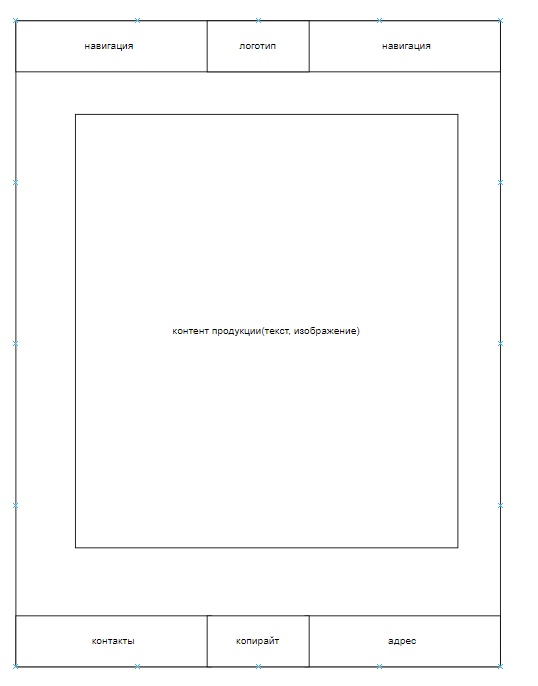 навигация
логотип
навигация
контент продукции(текст, изображение)
контакты
копирайт
адрес